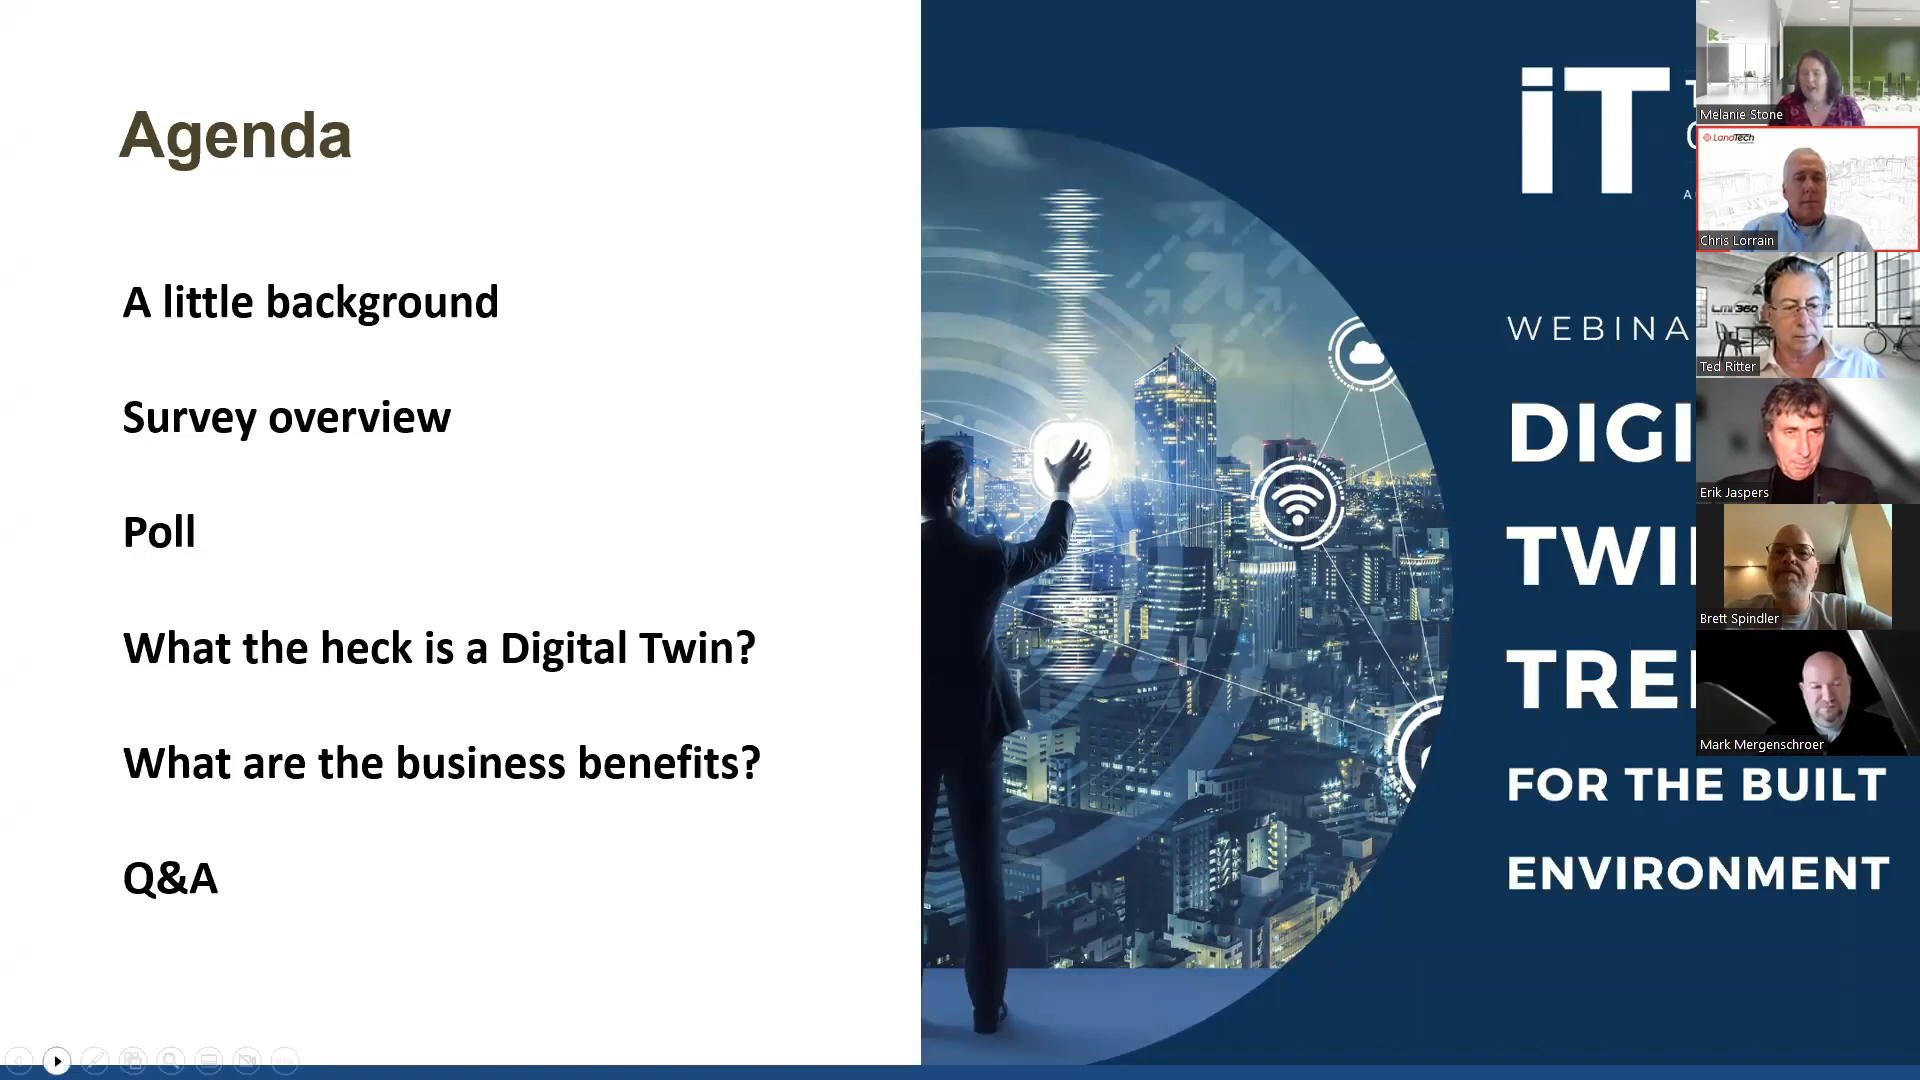 Agenda
A little background
Survey overview
Poll
What the heck is a Digital Twin?
What are the business benefits?
Q&A
iT
WEBINA
DIGI
TWI
TRE
FOR THE BUILT
ENVIRONMENT
Melanie Stone
LandTech
Chris Lorrain
LMI 360
Ted Ritter
Erik Jaspers
Brett Spindler
Mark Mergenschroer